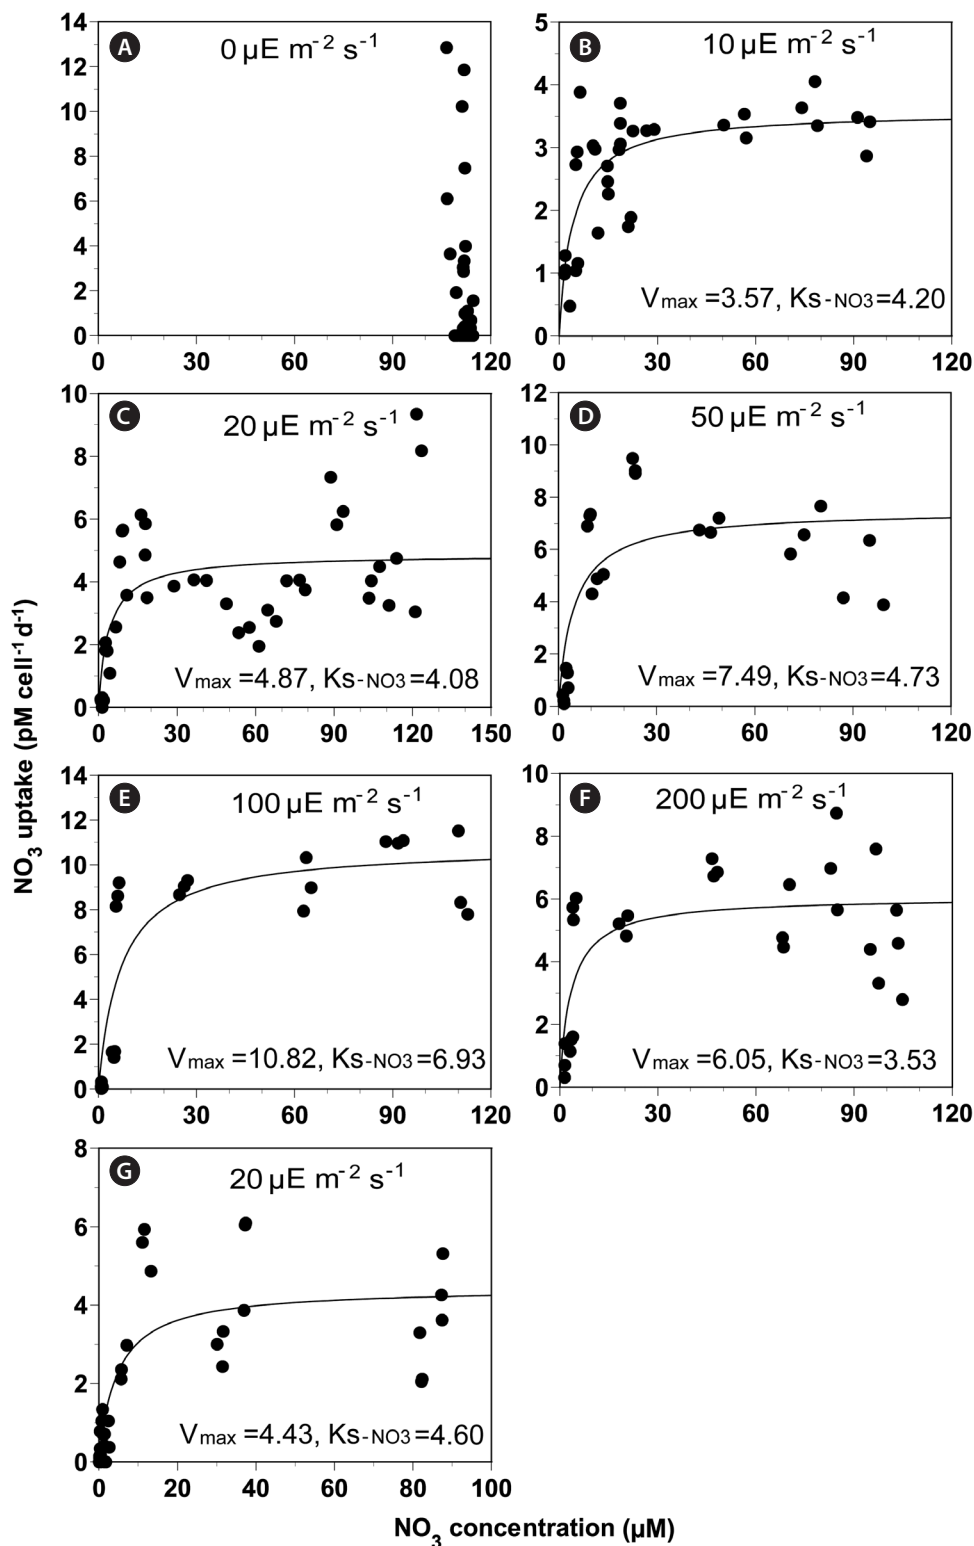 A
0 µE m-2 s-1
14
12
10
8
6
4
2
0
0 30 60 90 120
B
10 µE m-2 s-1
5
4
3
2
1
0
Vmax =3.57, Ks-NO3=4.20
0 30 60 90 120
C
20 µE m-2 s-1
10
8
6
4
2
0
Vmax =4.87, Ks-NO3=4.08
0 30 60 90 120 150
D
50 µE m-2 s-1
12
10
8
6
4
2
0
Vmax =7.49, Ks-NO3=4.73
0 30 60 90 120
NO3 uptake (pM cell-1 d-1)
E
100 µE m-2 s-1
14
12
10
8
6
4
2
0
Vmax =10.82, Ks-NO3=6.93
0 30 60 90 120
F
200 µE m-2 s-1
10
8
6
4
2
0
Vmax =6.05, Ks-NO3=3.53
0 30 60 90 120
G
20 µE m-2 s-1
8
6
4
2
0
Vmax =4.43, Ks-NO3=4.60
0 20 40 60 80 100
NO3 concentration (µM)